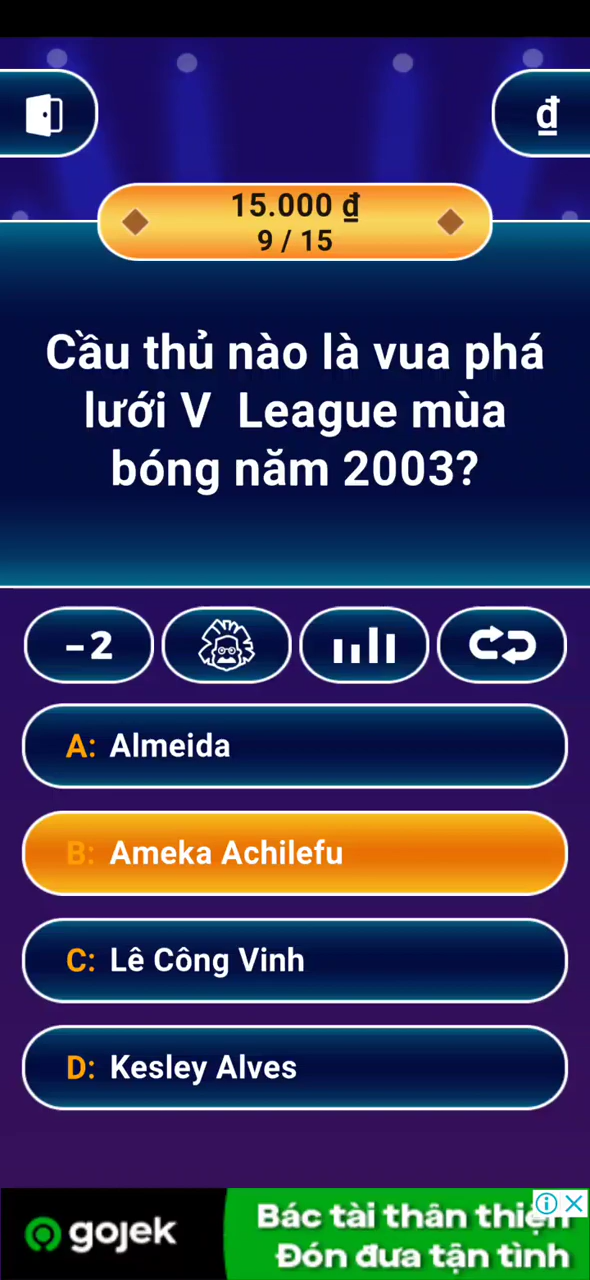 đ
15.000 đ
9 / 15
Cầu thủ nào là vua phá
lưới V League mùa
bóng năm 2003?
-2
A: Almeida
B: Ameka Achilefu
C: Lê Công Vinh
D: Kesley Alves
gojek
Bác tài thân thiện
Đón đưa tận tình